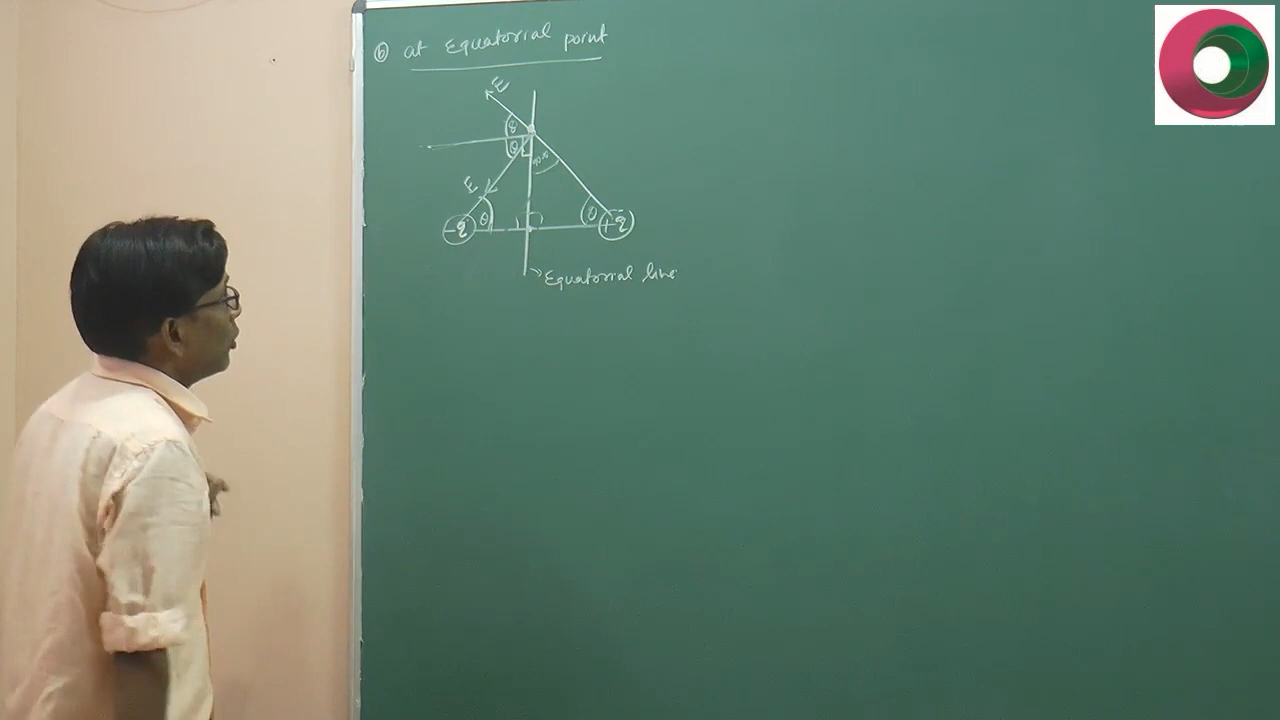 ⓑ at Equatorial point
E
θ
θ
90-θ
E
θ
θ
-q
+q
Equatorial line